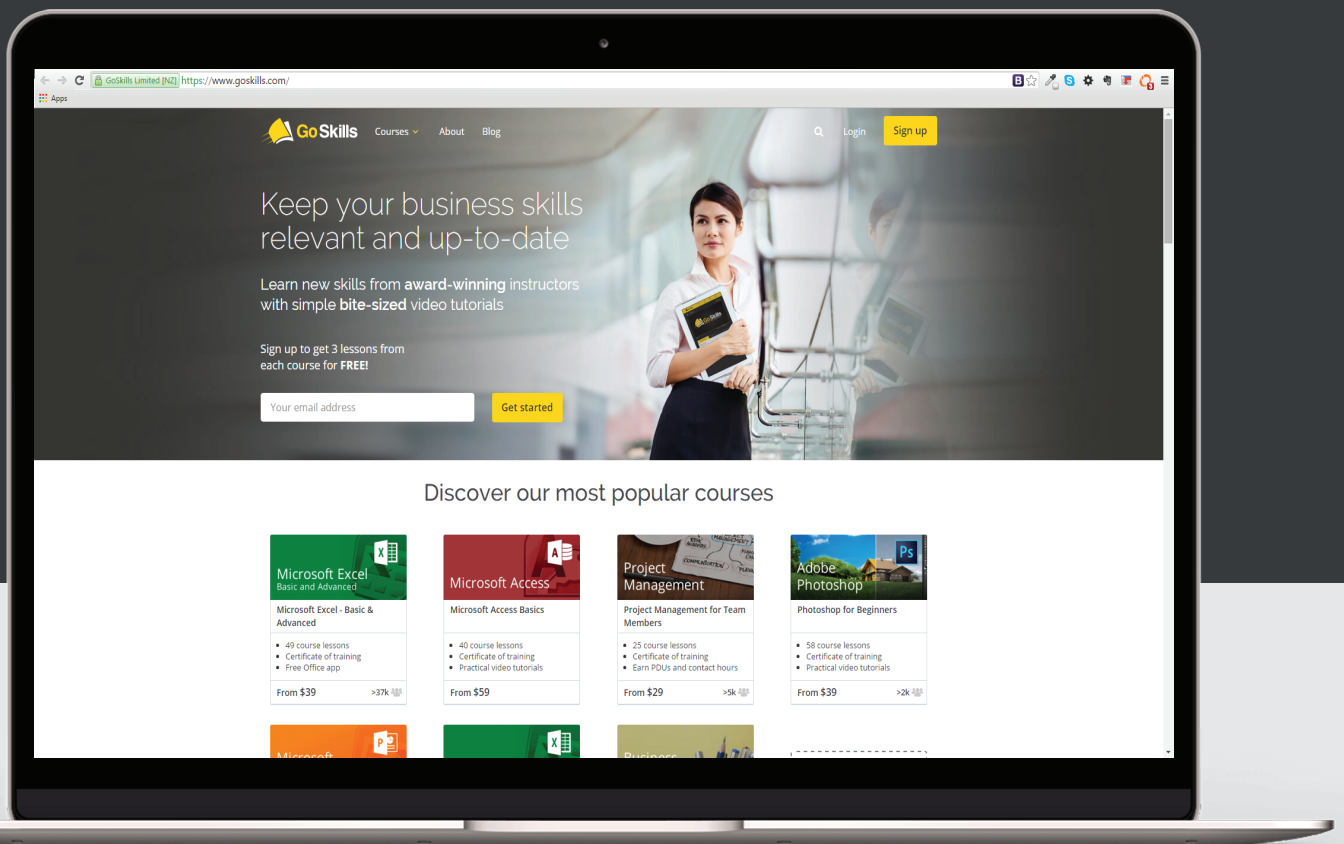 GoSkills Limited [NZ] https://www.goskills.com/
Apps
GoSkills Courses About Blog Login Sign up
Keep your business skills
relevant and up-to-date
Learn new skills from award-winning instructors
with simple bite-sized video tutorials
GoSkills
Sign up to get 3 lessons from
each course for FREE!
Your email address Get started
Discover our most popular courses
Microsoft Excel
Basic and Advanced
Microsoft Excel - Basic &
Advanced
49 course lessons
Certificate of training
Free Office app
From $39 >37k
Microsoft Access
Microsoft Access Basics
40 course lessons
Certificate of training
Practical video tutorials
From $59
COMMUNICATION
Project
Management
Project Management for Team
Members
25 course lessons
Certificate of training
Earn PDUs and contact hours
From $29 >5k
Ps
Adobe
Photoshop
Photoshop for Beginners
58 course lessons
Certificate of training
Practical video tutorials
From $39 >2k
Microsoft
Business